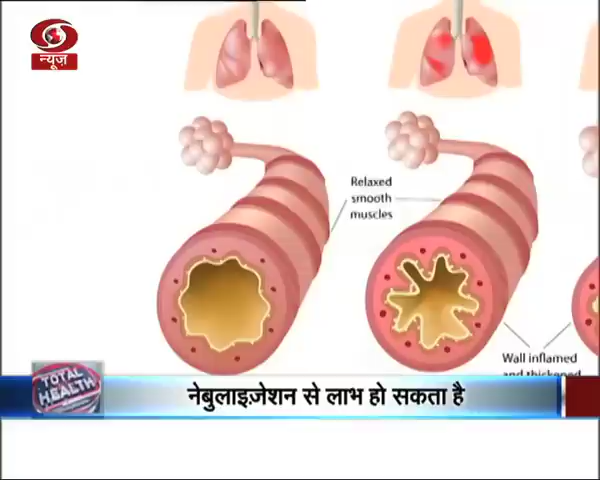 न्यूज़
Relaxed
smooth
muscles
Wall inflamed
and thickened
TOTAL
HEALTH
नेबुलाइज़ेशन से लाभ हो सकता है